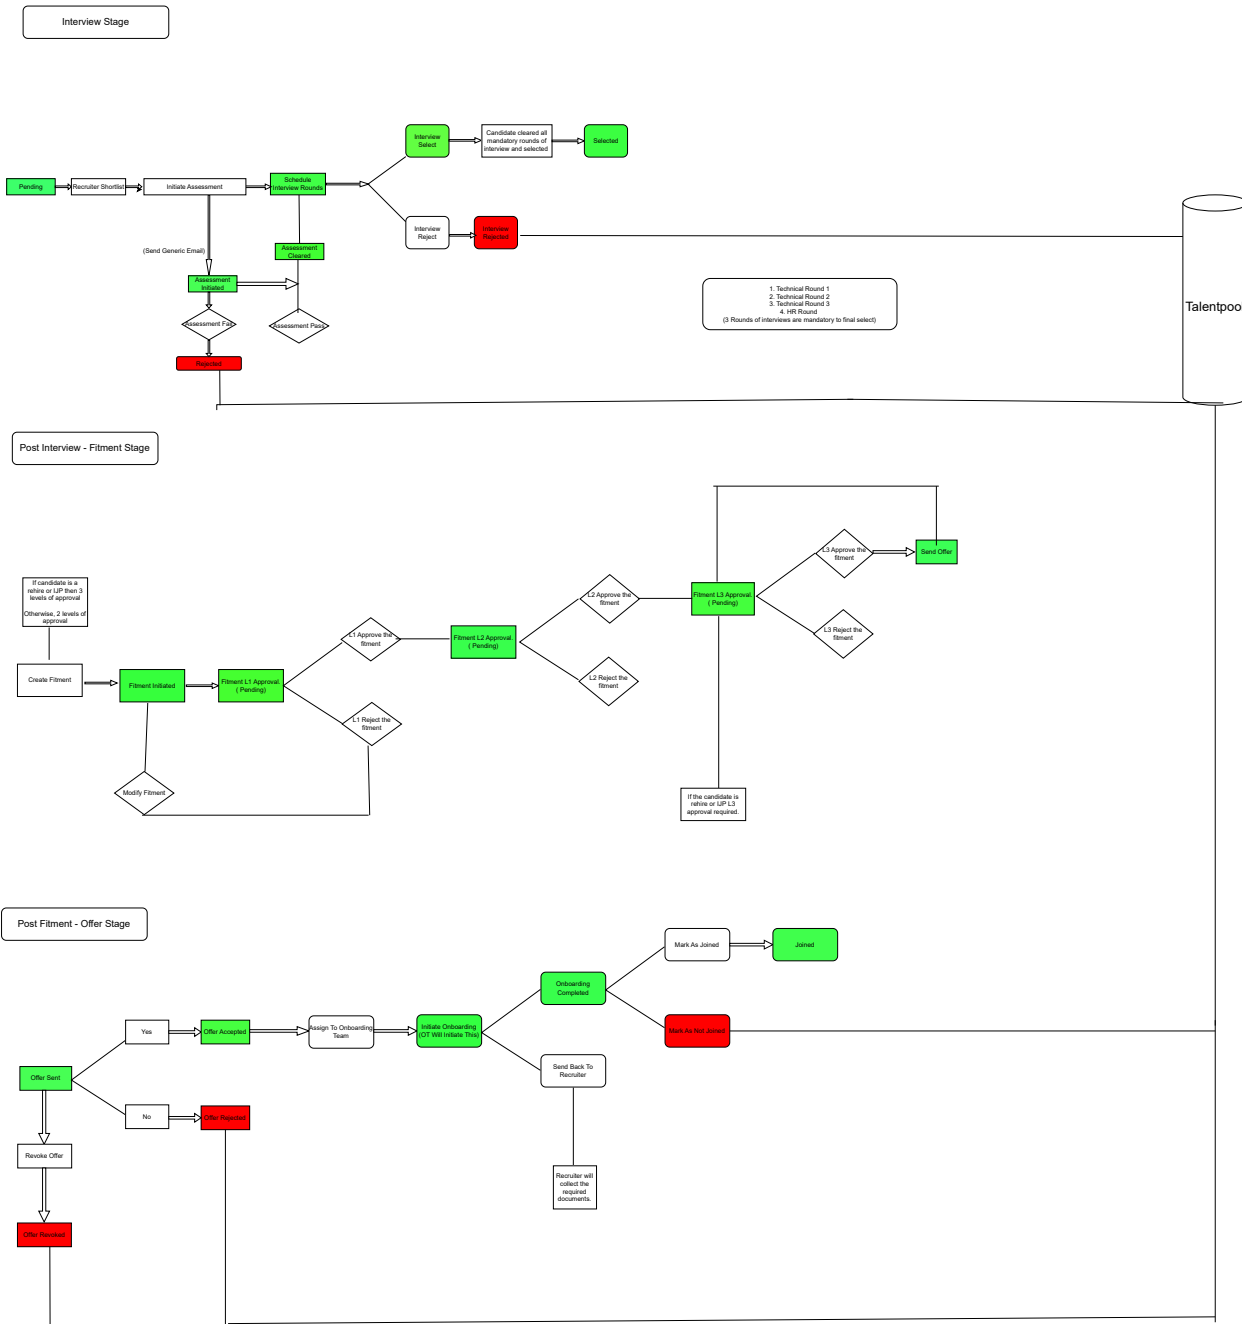 Interview Stage
Interview
Select
Candidate cleared all
mandatory rounds of
interview and selected
Selected
Pending
Recruiter Shortlist
Initiate Assessment
Schedule
Interview Rounds
Interview
Reject
Interview
Rejected
(Send Generic Email)
Assessment
Cleared
Assessment
Initiated
Assessment Fail
Assessment Pass
Rejected
1. Technical Round 1
2. Technical Round 2
3. Technical Round 3
4. HR Round
(3 Rounds of interviews are mandatory to final select)
Talentpool
Post Interview - Fitment Stage
If candidate is a
rehire or IJP then 3
levels of approval
Otherwise, 2 levels of
approval
Create Fitment
Fitment Initiated
Fitment L1 Approval.
( Pending)
L1 Approve the
fitment
L1 Reject the
fitment
Modify Fitment
Fitment L2 Approval.
( Pending)
L2 Approve the
fitment
L2 Reject the
fitment
Fitment L3 Approval.
( Pending)
L3 Approve the
fitment
Send Offer
L3 Reject the
fitment
If the candidate is
rehire or IJP L3
approval required.
Post Fitment - Offer Stage
Mark As Joined
Joined
Onboarding
Completed
Yes
Offer Accepted
Assign To Onboarding
Team
Initiate Onboarding
(OT Will Initiate This)
Mark As Not Joined
Offer Sent
Send Back To
Recruiter
No
Offer Rejected
Revoke Offer
Recruiter will
collect the
required
documents.
Offer Revoked